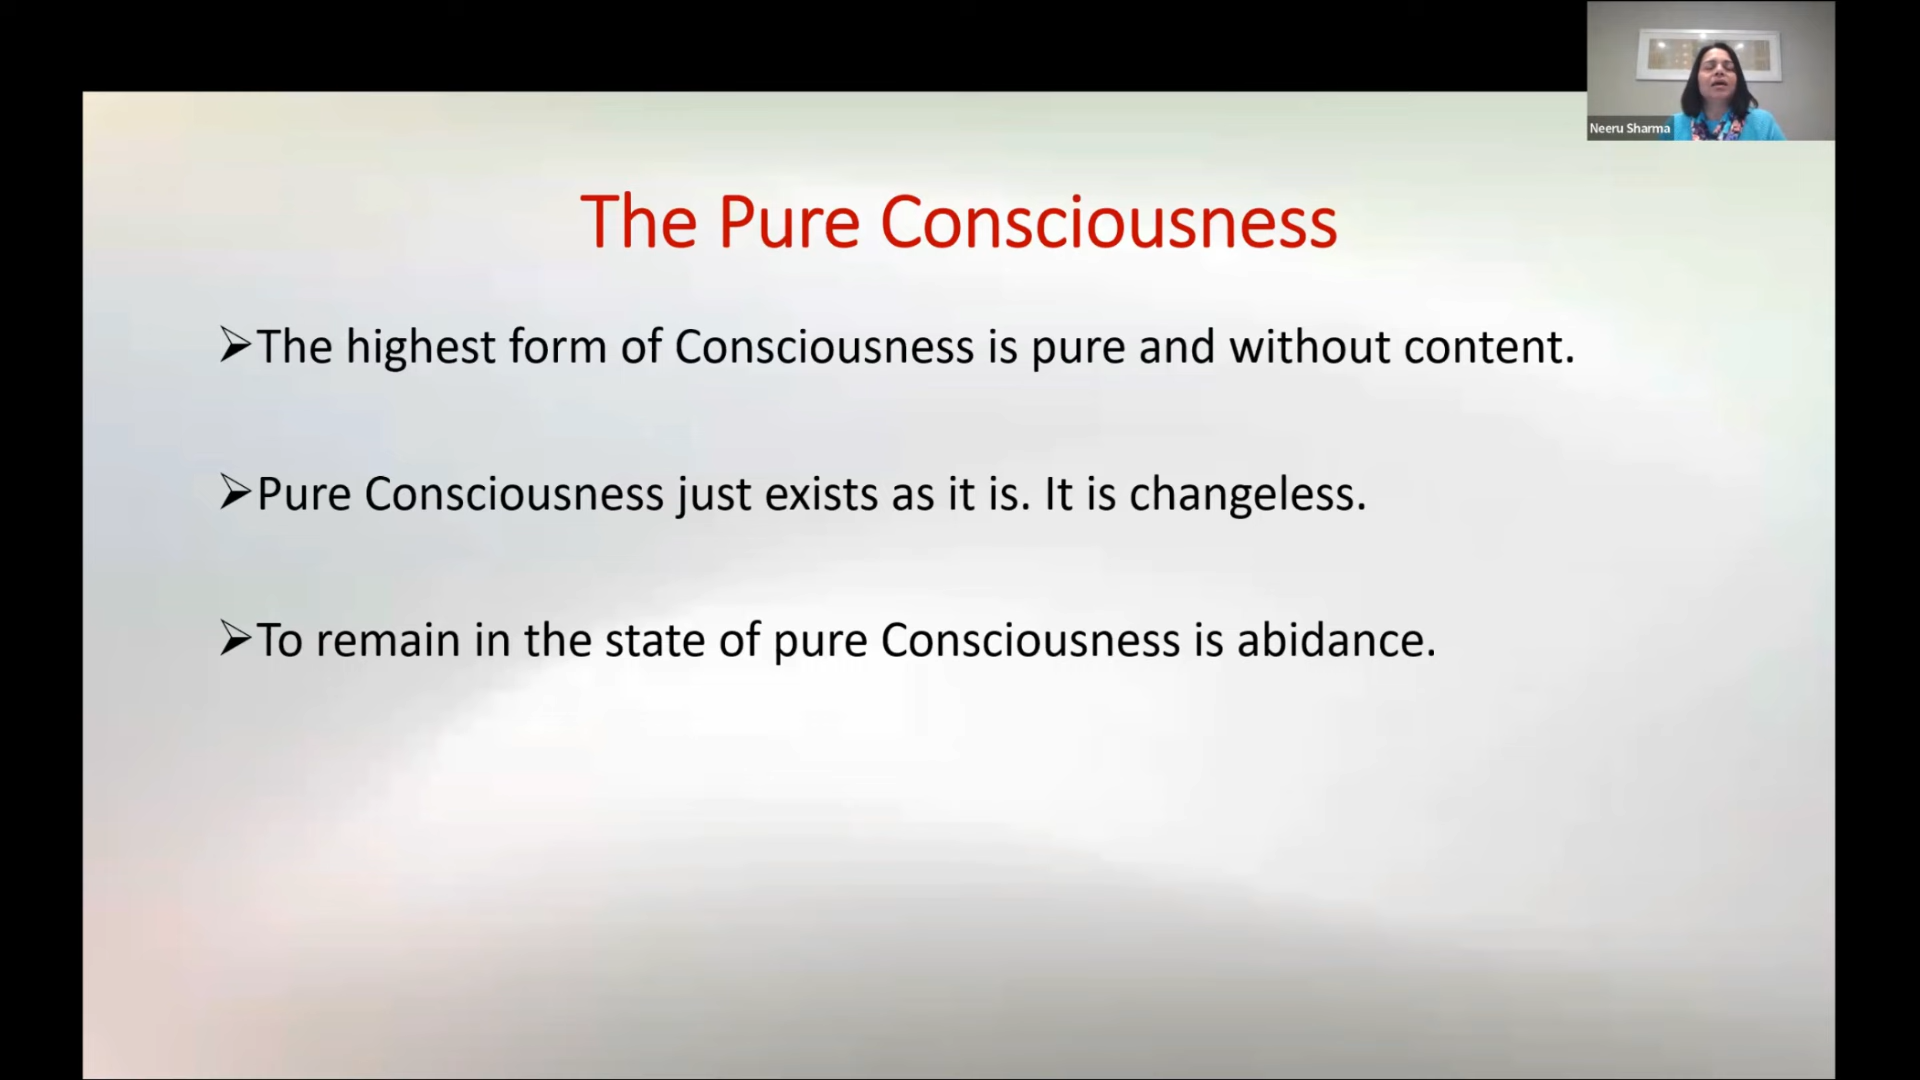 Neeru Sharma
The Pure Consciousness
➢The highest form of Consciousness is pure and without content.
➢Pure Consciousness just exists as it is. It is changeless.
➢To remain in the state of pure Consciousness is abidance.